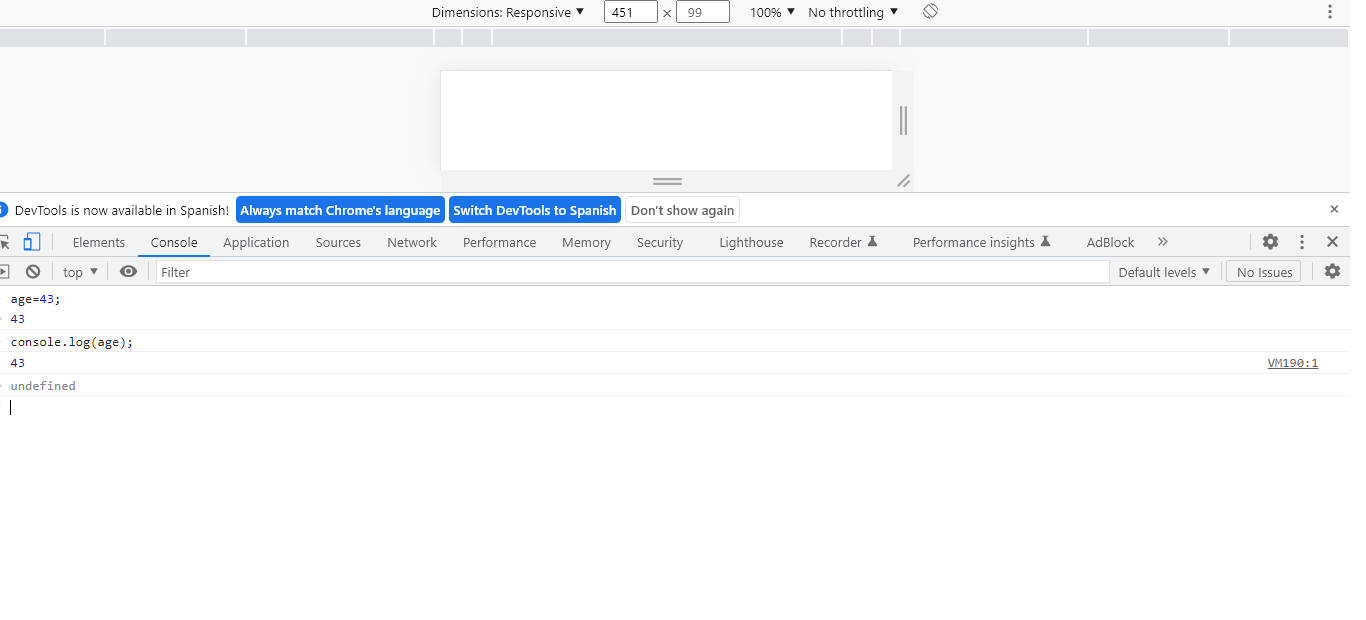 Dimensions: Responsive ▼ 451 × 99 100% ▼ No throttling ▼
DevTools is now available in Spanish! Always match Chrome's language Switch DevTools to Spanish Don't show again ×
Elements Console Application Sources Network Performance Memory Security Lighthouse Recorder Performance insights AdBlock »
top ▼ Filter Default levels ▼ No Issues
age=43;
43
console.log(age);
43 VM190:1
undefined